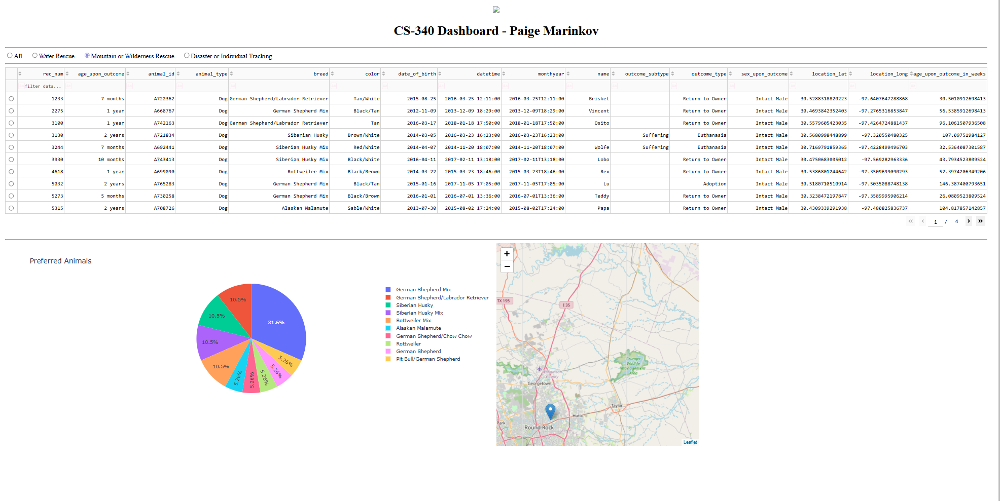 CS-340 Dashboard - Paige Marinkov
All Water Rescue Mountain or Wilderness Rescue Disaster or Individual Tracking
rec_num age_upon_outcome animal_id animal_type breed color date_of_birth datetime monthyear name outcome_subtype outcome_type sex_upon_outcome location_lat location_long age_upon_outcome_in_weeks
filter data...
1233 7 months A722362 Dog German Shepherd/Labrador Retriever Tan/White 2015-08-25 2016-03-25 12:11:00 2016-03-25T12:11:00 Brisket Return to Owner Intact Male 30.5288318820223 -97.6407647288868 30.5010912698413
2275 1 year A668767 Dog German Shepherd Mix Black/Tan 2012-11-09 2013-12-09 18:29:00 2013-12-09T18:29:00 Vincent Return to Owner Intact Male 30.4693842352403 -97.2765316853847 56.5385912698413
3100 1 year A742163 Dog German Shepherd/Labrador Retriever Tan 2016-03-17 2018-01-18 17:50:00 2018-01-18T17:50:00 Osito Return to Owner Intact Male 30.5579605423035 -97.4264724881437 96.1061507936508
3130 2 years A721834 Dog Siberian Husky Brown/White 2014-03-05 2016-03-23 16:23:00 2016-03-23T16:23:00 Suffering Euthanasia Intact Male 30.5680998448899 -97.320550480325 107.09751984127
3244 7 months A692441 Dog Siberian Husky Mix Red/White 2014-04-07 2014-11-20 18:07:00 2014-11-20T18:07:00 Wolfe Suffering Euthanasia Intact Male 30.7169791859365 -97.4228499496703 32.5364087301587
3930 10 months A743413 Dog Siberian Husky Mix Black/White 2016-04-11 2017-02-11 13:18:00 2017-02-11T13:18:00 Lobo Return to Owner Intact Male 30.4750683005012 -97.569282963336 43.7934523809524
4618 1 year A699090 Dog Rottweiler Mix Black/Brown 2014-03-22 2015-03-23 18:46:00 2015-03-23T18:46:00 Rex Return to Owner Intact Male 30.5386801244642 -97.3509699090293 52.3974206349206
5032 2 years A765283 Dog German Shepherd Mix Black/Tan 2015-01-16 2017-11-05 17:05:00 2017-11-05T17:05:00 Lu Adoption Intact Male 30.5180710510914 -97.5035088748138 146.387400793651
5273 5 months A730258 Dog German Shepherd Mix Black/Brown 2016-01-01 2016-07-01 13:36:00 2016-07-01T13:36:00 Teddy Return to Owner Intact Male 30.3238472197847 -97.3589995906214 26.0809523809524
5315 2 years A708726 Dog Alaskan Malamute Sable/White 2013-07-30 2015-08-02 17:24:00 2015-08-02T17:24:00 Papa Return to Owner Intact Male 30.4309339291938 -97.480825836737 104.817857142857
1 / 4
Preferred Animals
31.6%
10.5%
10.5%
10.5%
10.5%
5.26%
5.26%
5.26%
5.26%
5.26%
German Shepherd Mix
German Shepherd/Labrador Retriever
Siberian Husky
Siberian Husky Mix
Rottweiler Mix
Alaskan Malamute
German Shepherd/Chow Chow
Rottweiler
German Shepherd
Pit Bull/German Shepherd
+
−
TX 195
I 35
Granger
Wildlife
Management
Area
Williamson
County
Georgetown
Taylor
Hutto
Park
Round Rock
Leaflet